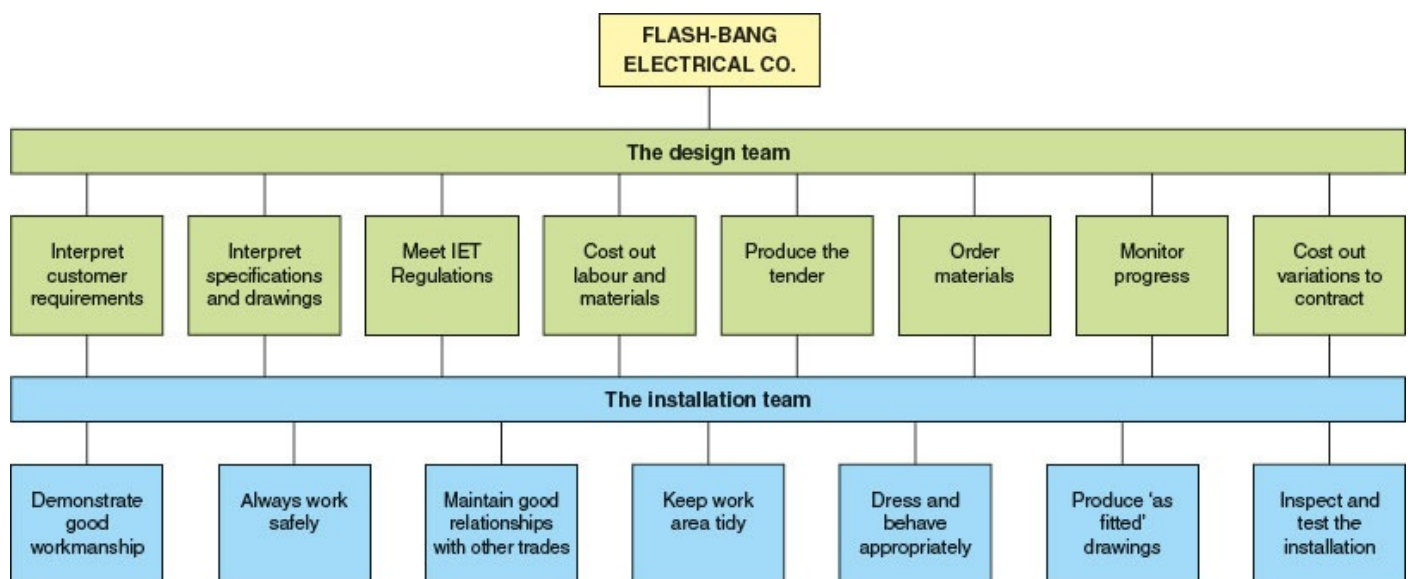 FLASH-BANG
ELECTRICAL CO.
The design team
Interpret
customer
requirements
Interpret
specifications
and drawings
Meet IET
Regulations
Cost out
labour and
materials
Produce the
tender
Order
materials
Monitor
progress
Cost out
variations to
contract
The installation team
Demonstrate
good
workmanship
Always work
safely
Maintain good
relationships
with other trades
Keep work
area tidy
Dress and
behave
appropriately
Produce ‘as
fitted’
drawings
Inspect and
test the
installation